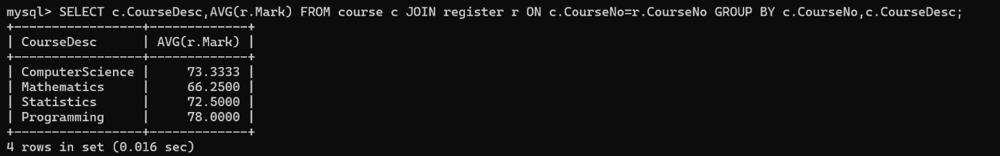 mysql> SELECT c.CourseDesc,AVG(r.Mark) FROM course c JOIN register r ON c.CourseNo=r.CourseNo GROUP BY c.CourseNo,c.CourseDesc;
+-----------------+-------------+
| CourseDesc      | AVG(r.Mark) |
+-----------------+-------------+
| ComputerScience |     73.3333 |
| Mathematics     |     66.2500 |
| Statistics      |     72.5000 |
| Programming     |     78.0000 |
+-----------------+-------------+
4 rows in set (0.016 sec)